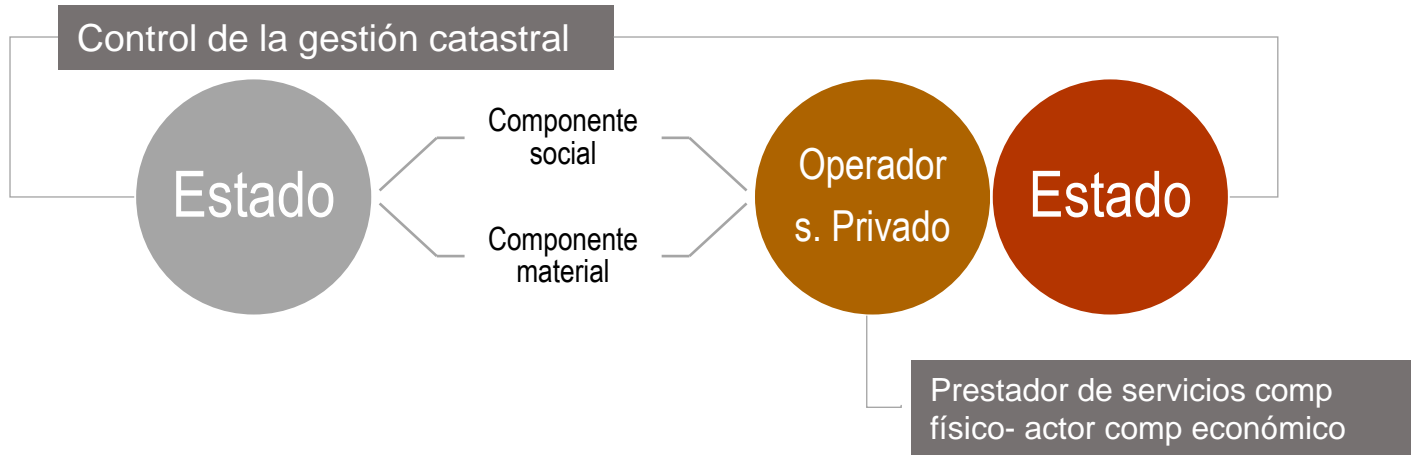 Control de la gestión catastral
Estado
Componente
social
Componente
material
Operador
s. Privado
Estado
Prestador de servicios comp
físico- actor comp económico